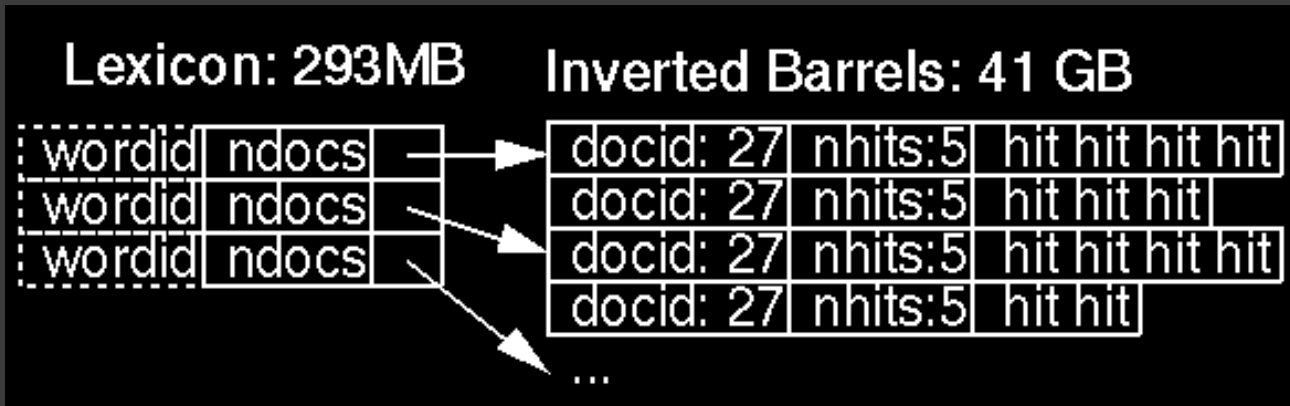 Lexicon: 293MB
Inverted Barrels: 41 GB
wordid ndocs
wordid ndocs
wordid ndocs
docid: 27 nhits:5 hit hit hit hit
docid: 27 nhits:5 hit hit hit
docid: 27 nhits:5 hit hit hit hit
docid: 27 nhits:5 hit hit
...